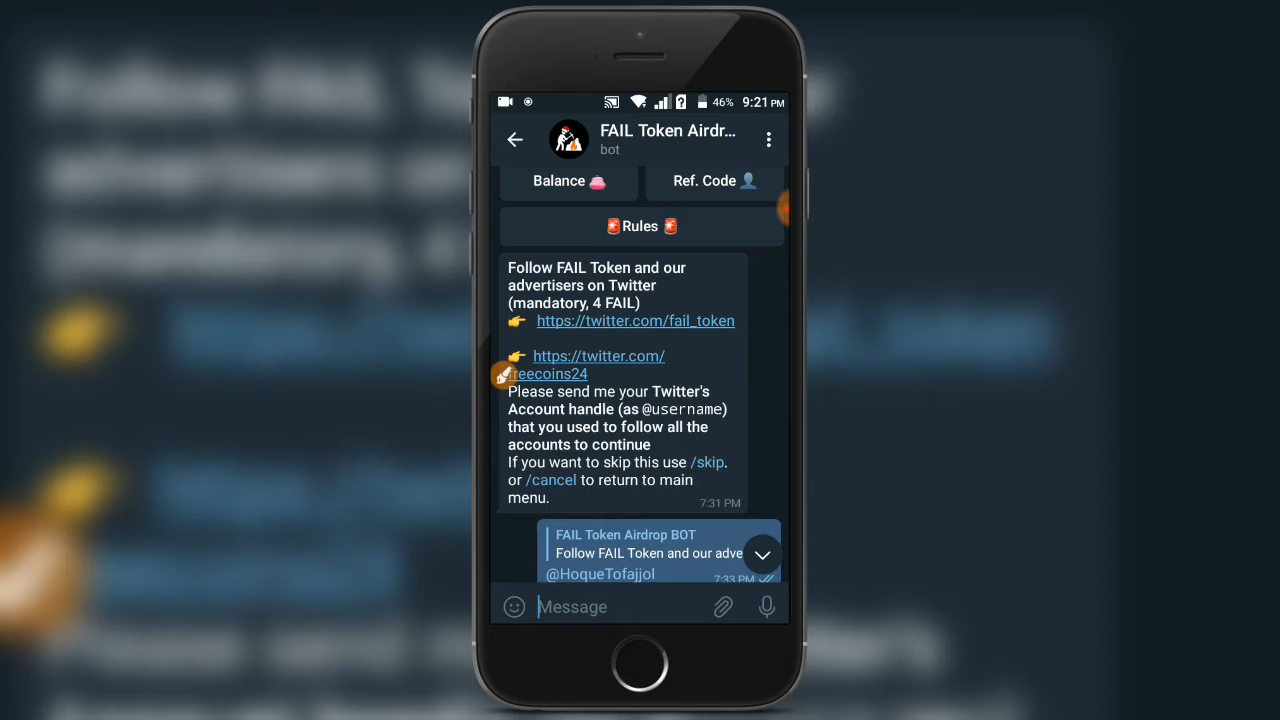 46% 9:21 PM
FAIL Token Airdr...
bot
Balance 👛
Ref. Code 👤
🚨Rules 🚨
Follow FAIL Token and our
advertisers on Twitter
(mandatory, 4 FAIL)
👉 https://twitter.com/fail_token
👉 https://twitter.com/
freecoins24
Please send me your Twitter's
Account handle (as @username)
that you used to follow all the
accounts to continue
If you want to skip this use /skip.
or /cancel to return to main
menu.
7:31 PM
FAIL Token Airdrop BOT
Follow FAIL Token and our adve
@HoqueTofajjol
7:33 PM
Message